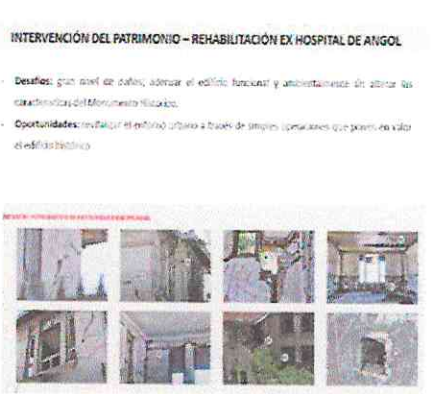 INTERVENCIÓN DEL PATRIMONIO – REHABILITACIÓN EX HOSPITAL DE ANGOL
- Desafíos: gran nivel de daños; adecuar el edificio funcional y ambientalmente sin alterar las
características del Monumento Histórico.
- Oportunidades: revitalizar el entorno urbano a través de simples operaciones que ponen en valor
el edificio histórico